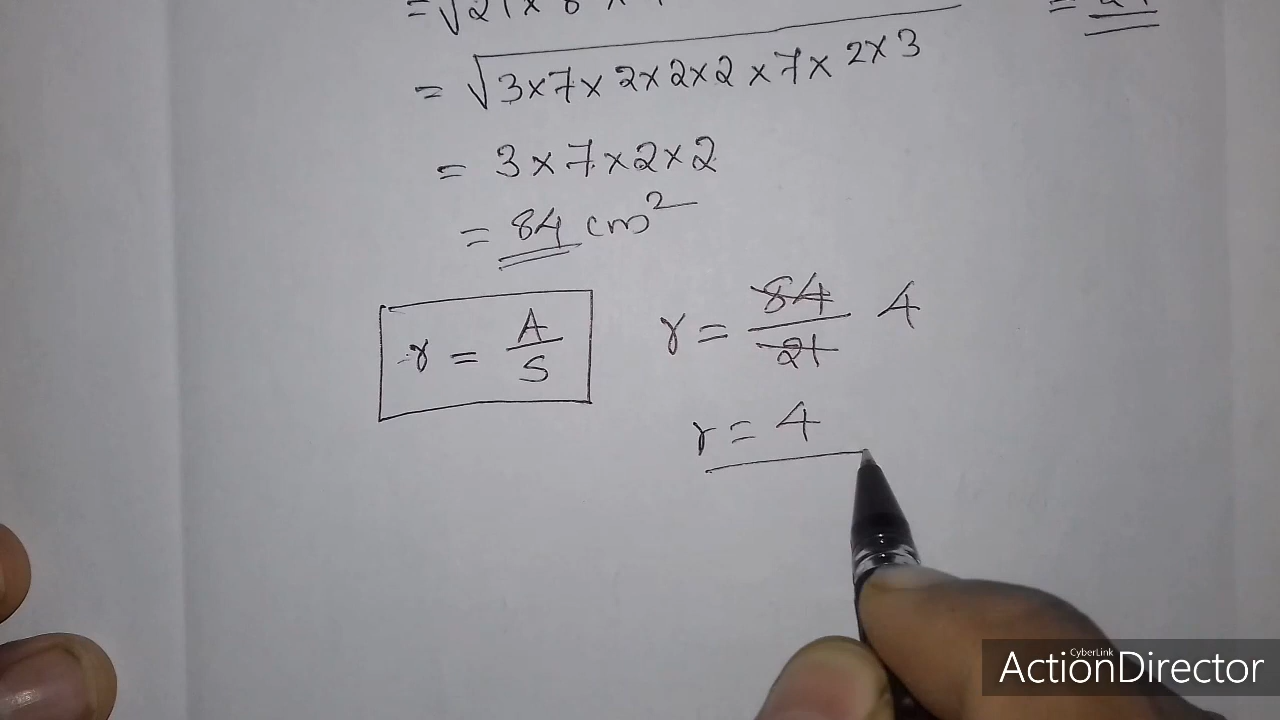 = √3×7×2×2×2×7×2×3
= 3×7×2×2
= 84 cm²
r = A/S
r = 84/21 4
r = 4
CyberLink
ActionDirector